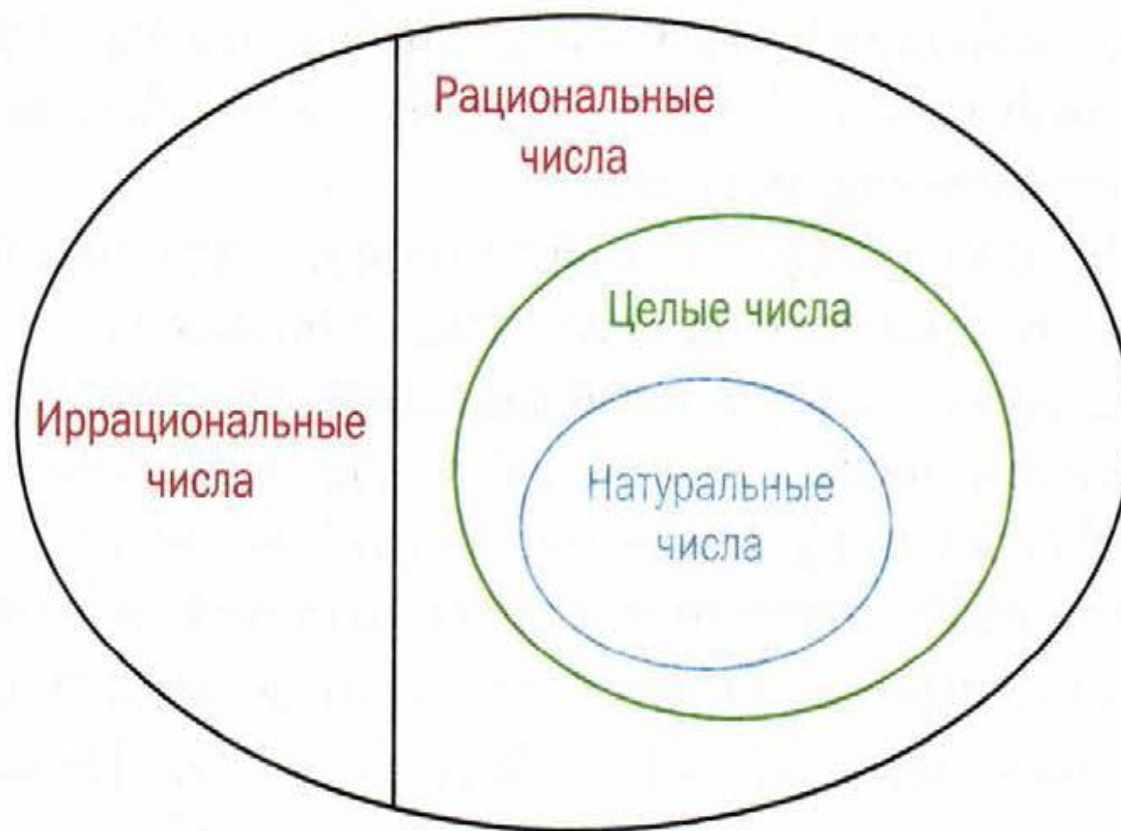 Рациональные
числа
Целые числа
Иррациональные
числа
Натуральные
числа